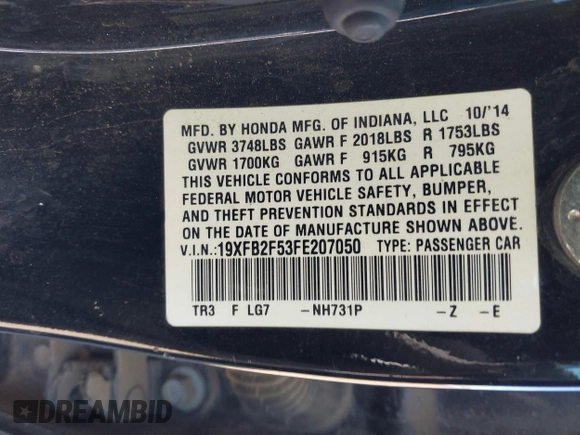 MFD. BY HONDA MFG. OF INDIANA, LLC 10/'14
GVWR 3748LBS GAWR F 2018LBS R 1753LBS
GVWR 1700KG GAWR F 915KG R 795KG
THIS VEHICLE CONFORMS TO ALL APPLICABLE
FEDERAL MOTOR VEHICLE SAFETY, BUMPER,
AND THEFT PREVENTION STANDARDS IN EFFECT
ON THE DATE OF MANUFACTURE SHOWN ABOVE.
V.I.N.:19XFB2F53FE207050 TYPE: PASSENGER CAR
TR3 F LG7 -NH731P -Z -E
DREAMBID